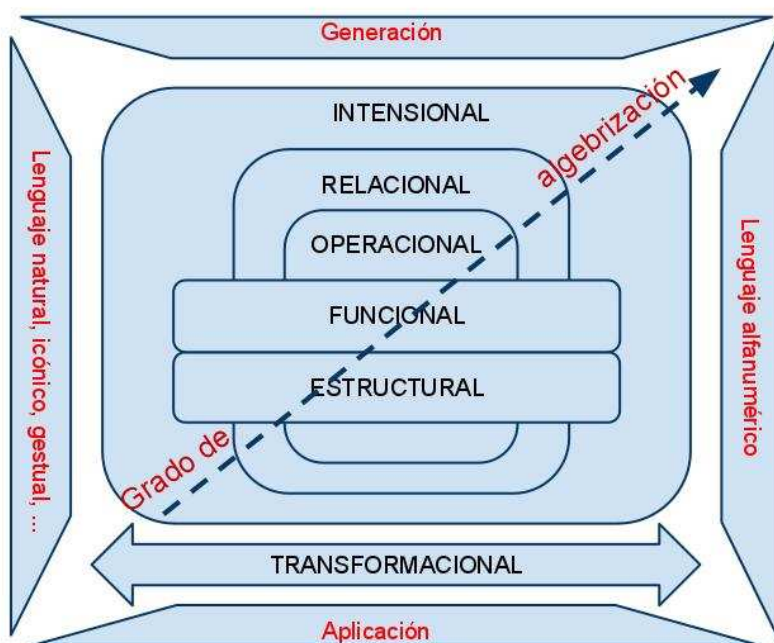 Generación
INTENSIONAL
RELACIONAL
OPERACIONAL
FUNCIONAL
ESTRUCTURAL
Grado de
algebrización
Lenguaje natural, icónico, gestual, ...
Lenguaje alfanumérico
TRANSFORMACIONAL
Aplicación